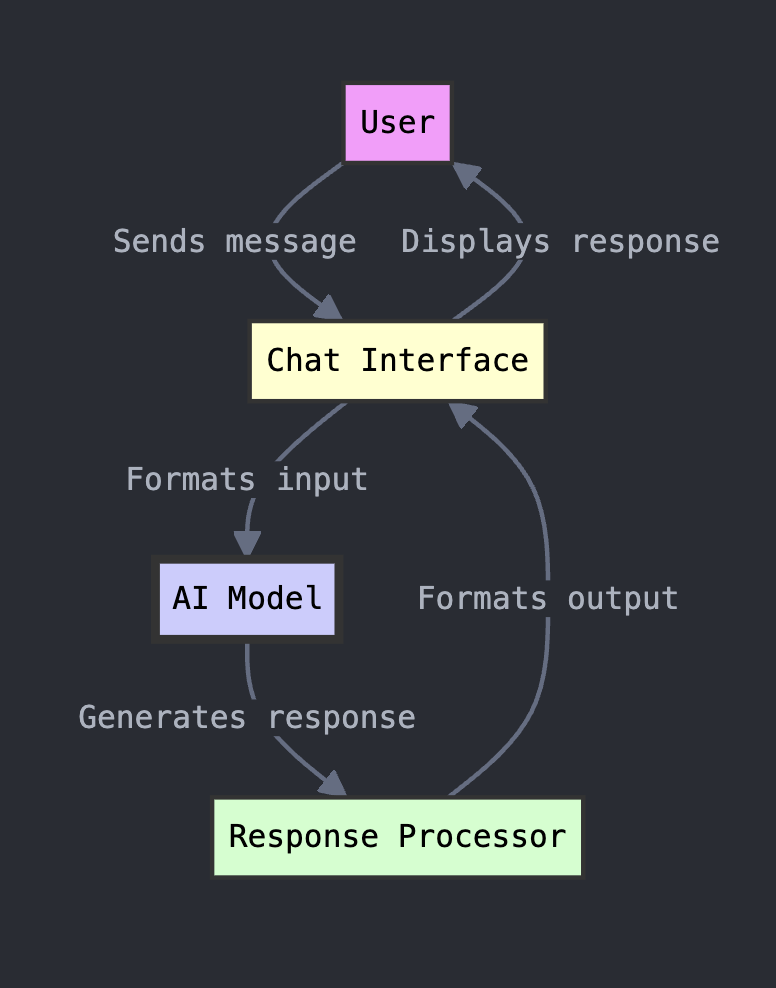 User
Sends message
Displays response
Chat Interface
Formats input
AI Model
Formats output
Generates response
Response Processor